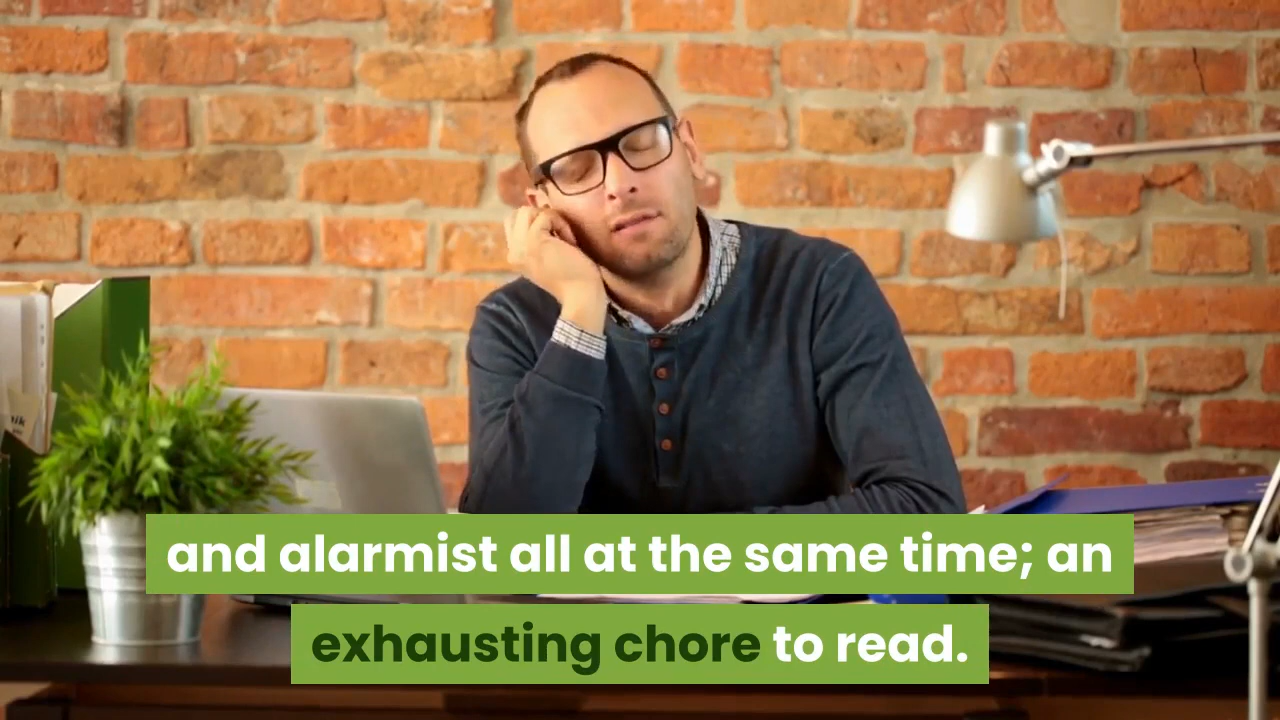 and alarmist all at the same time; an
exhausting chore to read.